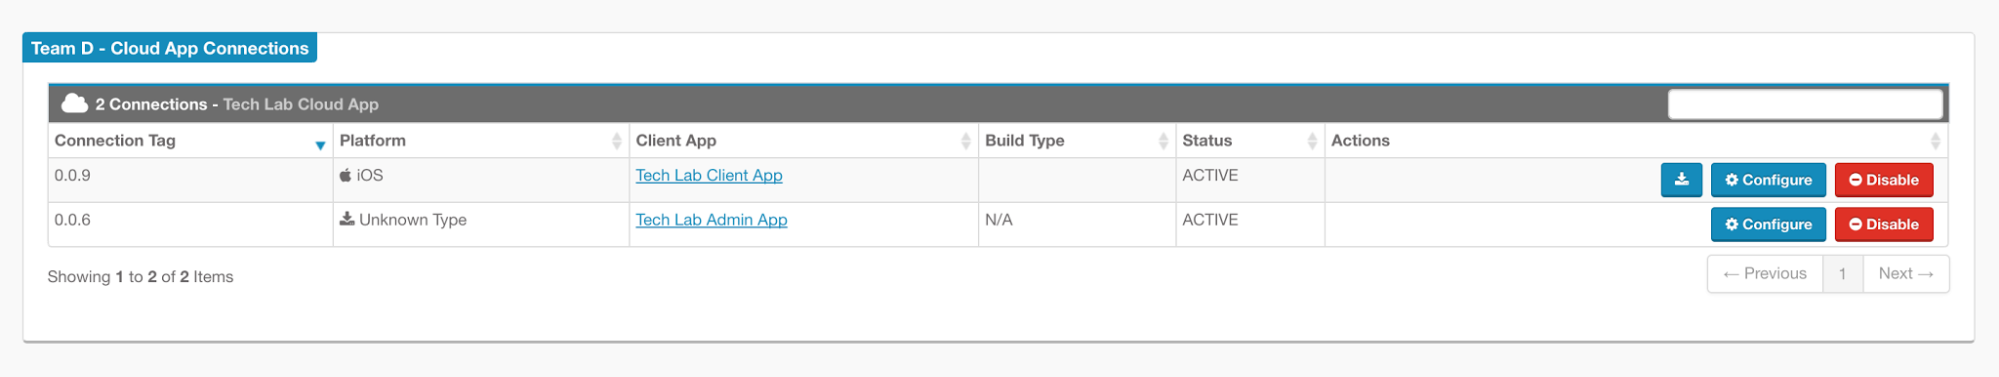 Team D - Cloud App Connections
2 Connections - Tech Lab Cloud App
Connection Tag Platform Client App Build Type Status Actions
0.0.9 iOS Tech Lab Client App ACTIVE Configure Disable
0.0.6 Unknown Type Tech Lab Admin App N/A ACTIVE Configure Disable
Showing 1 to 2 of 2 Items ← Previous 1 Next →